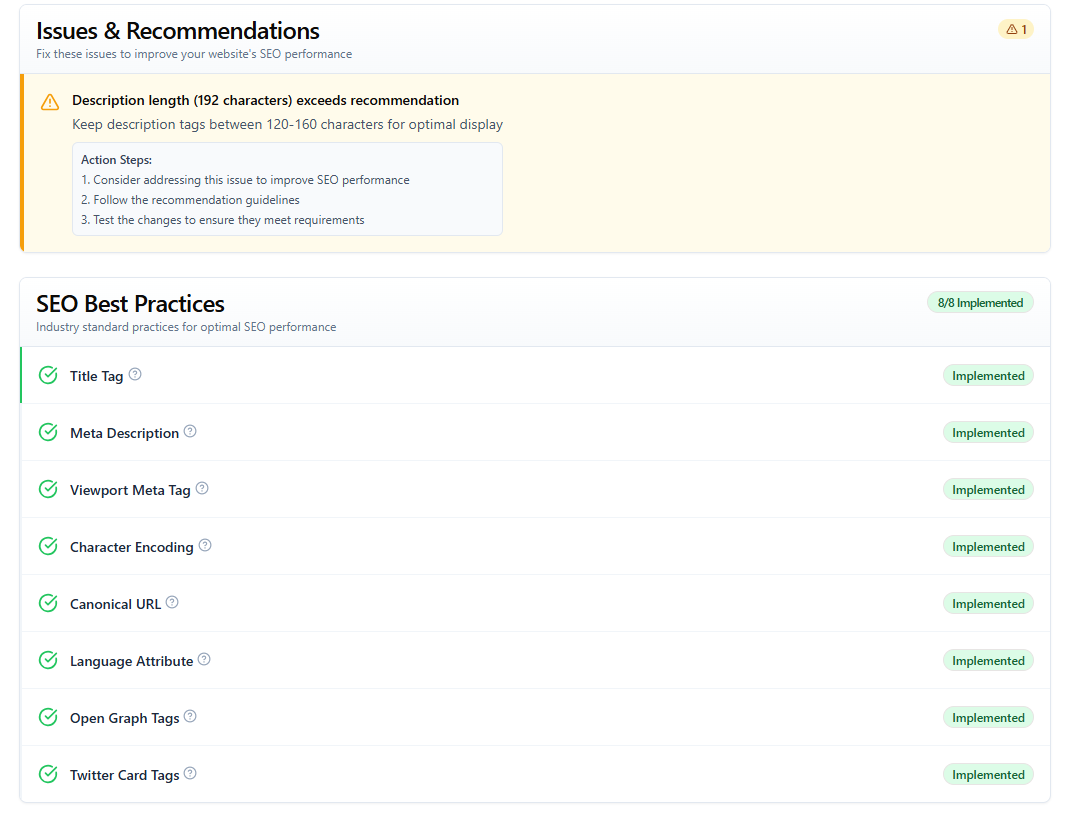 Issues & Recommendations
1
Fix these issues to improve your website's SEO performance
Description length (192 characters) exceeds recommendation
Keep description tags between 120-160 characters for optimal display
Action Steps:
1. Consider addressing this issue to improve SEO performance
2. Follow the recommendation guidelines
3. Test the changes to ensure they meet requirements
SEO Best Practices
8/8 Implemented
Industry standard practices for optimal SEO performance
Title Tag
Implemented
Meta Description
Implemented
Viewport Meta Tag
Implemented
Character Encoding
Implemented
Canonical URL
Implemented
Language Attribute
Implemented
Open Graph Tags
Implemented
Twitter Card Tags
Implemented